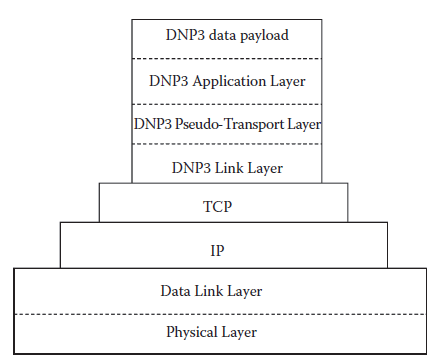 DNP3 data payload
DNP3 Application Layer
DNP3 Pseudo-Transport Layer
DNP3 Link Layer
TCP
IP
Data Link Layer
Physical Layer